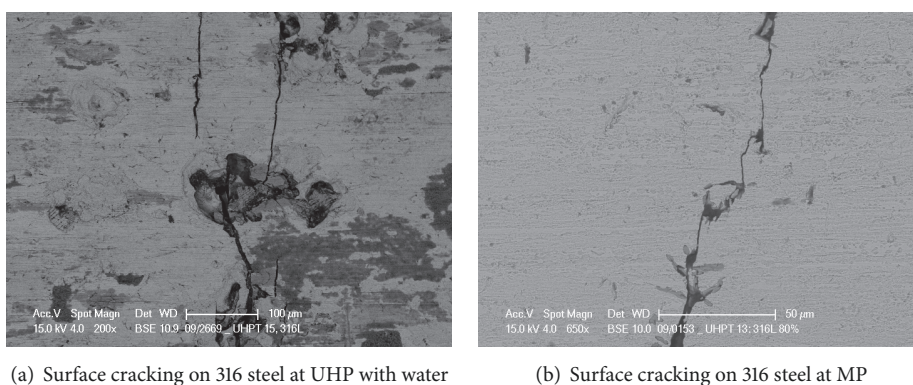 Acc.V Spot Magn Det WD 100 μm
15.0 kV 4.0 200x BSE 10.9 09/2669 _ UHPT 15, 316L
Acc.V Spot Magn Det WD 50 μm
15.0 kV 4.0 650x BSE 10.0 09/0153 _ UHPT 13; 316L 80%
(a) Surface cracking on 316 steel at UHP with water
(b) Surface cracking on 316 steel at MP